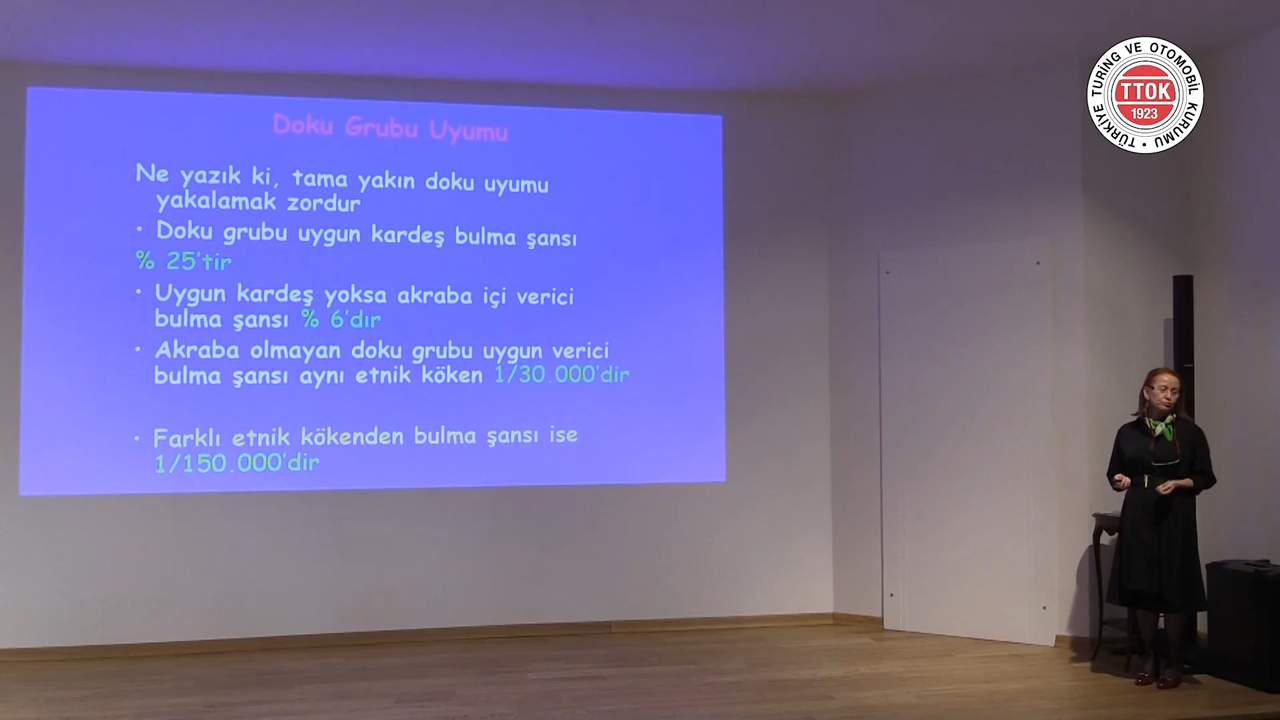 Doku Grubu Uyumu
Ne yazık ki, tama yakın doku uyumu
yakalamak zordur
• Doku grubu uygun kardeş bulma şansı
% 25'tir
• Uygun kardeş yoksa akraba içi verici
bulma şansı % 6'dır
• Akraba olmayan doku grubu uygun verici
bulma şansı aynı etnik köken 1/30.000'dir
• Farklı etnik kökenden bulma şansı ise
1/150.000'dir
TÜRKİYE TURİNG VE OTOMOBİL KURUMU •
TTOK
1923